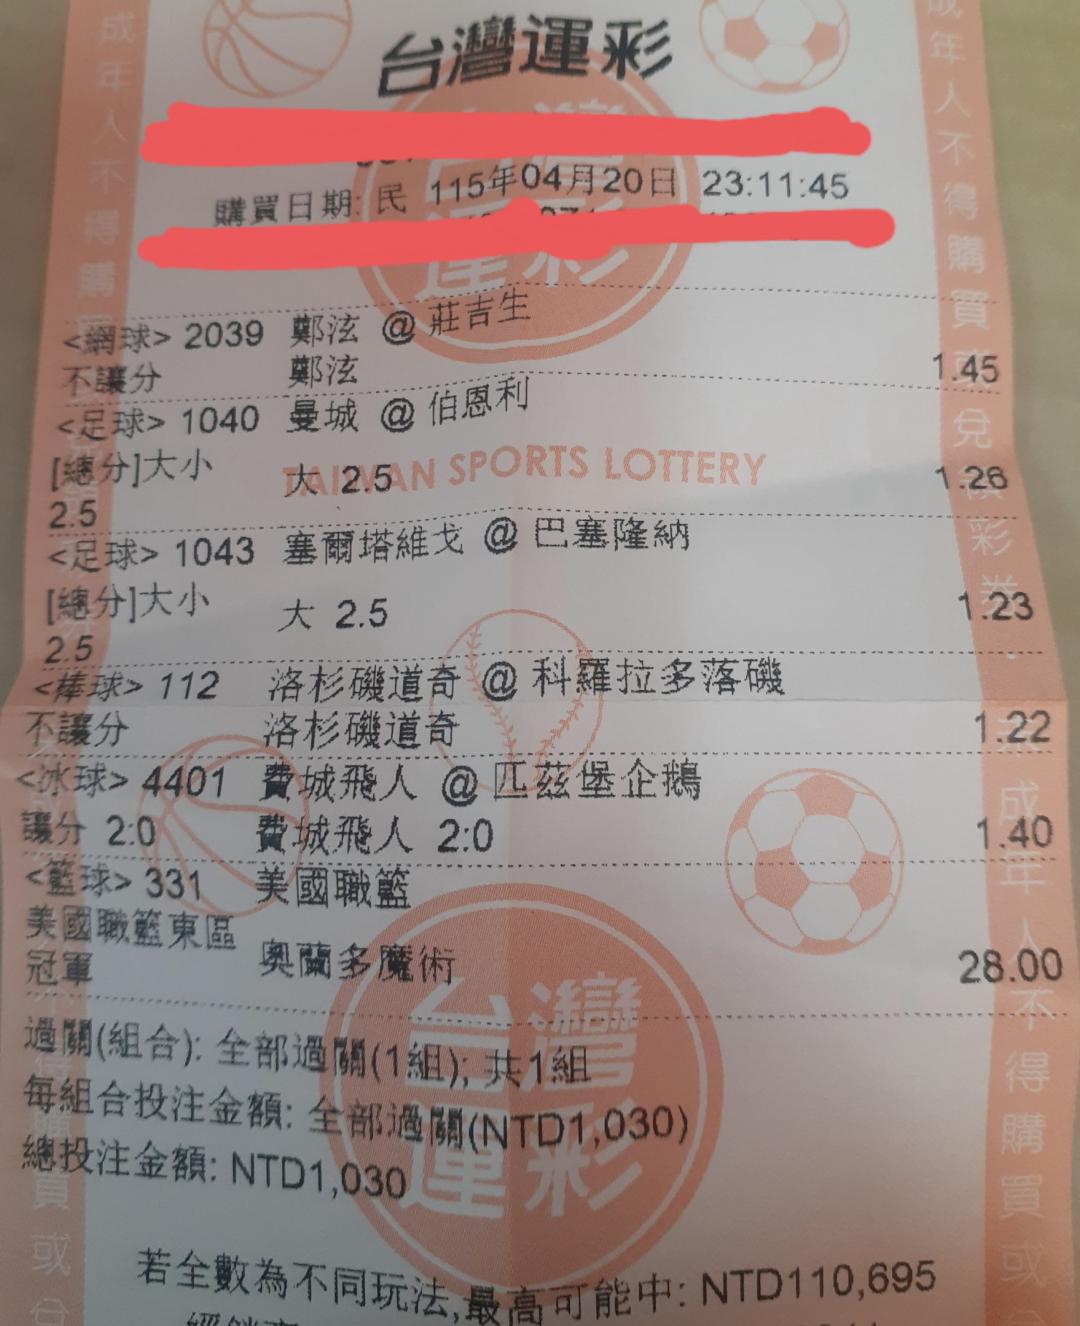 台灣運彩
購買日期: 民 115年04月20日 23:11:45
<網球> 2039 鄭泫 @ 莊吉生
不讓分 鄭泫 1.45
<足球> 1040 曼城 @ 伯恩利
[總分]大小 大 2.5 1.26
2.5
TAIWAN SPORTS LOTTERY
<足球> 1043 塞爾塔維戈 @ 巴塞隆納
[總分]大小 大 2.5 1.23
2.5
<棒球> 112 洛杉磯道奇 @ 科羅拉多落磯
不讓分 洛杉磯道奇 1.22
<冰球> 4401 費城飛人 @ 匹茲堡企鵝
讓分 2:0 費城飛人 2:0 1.40
<籃球> 331 美國職籃
美國職籃東區
冠軍 奧蘭多魔術 28.00
過關(組合): 全部過關(1組); 共1組
每組合投注金額: 全部過關(NTD1,030)
總投注金額: NTD1,030
若全數為不同玩法,最高可能中: NTD110,695
台灣
運彩
未成年人不得購買或兌領彩券